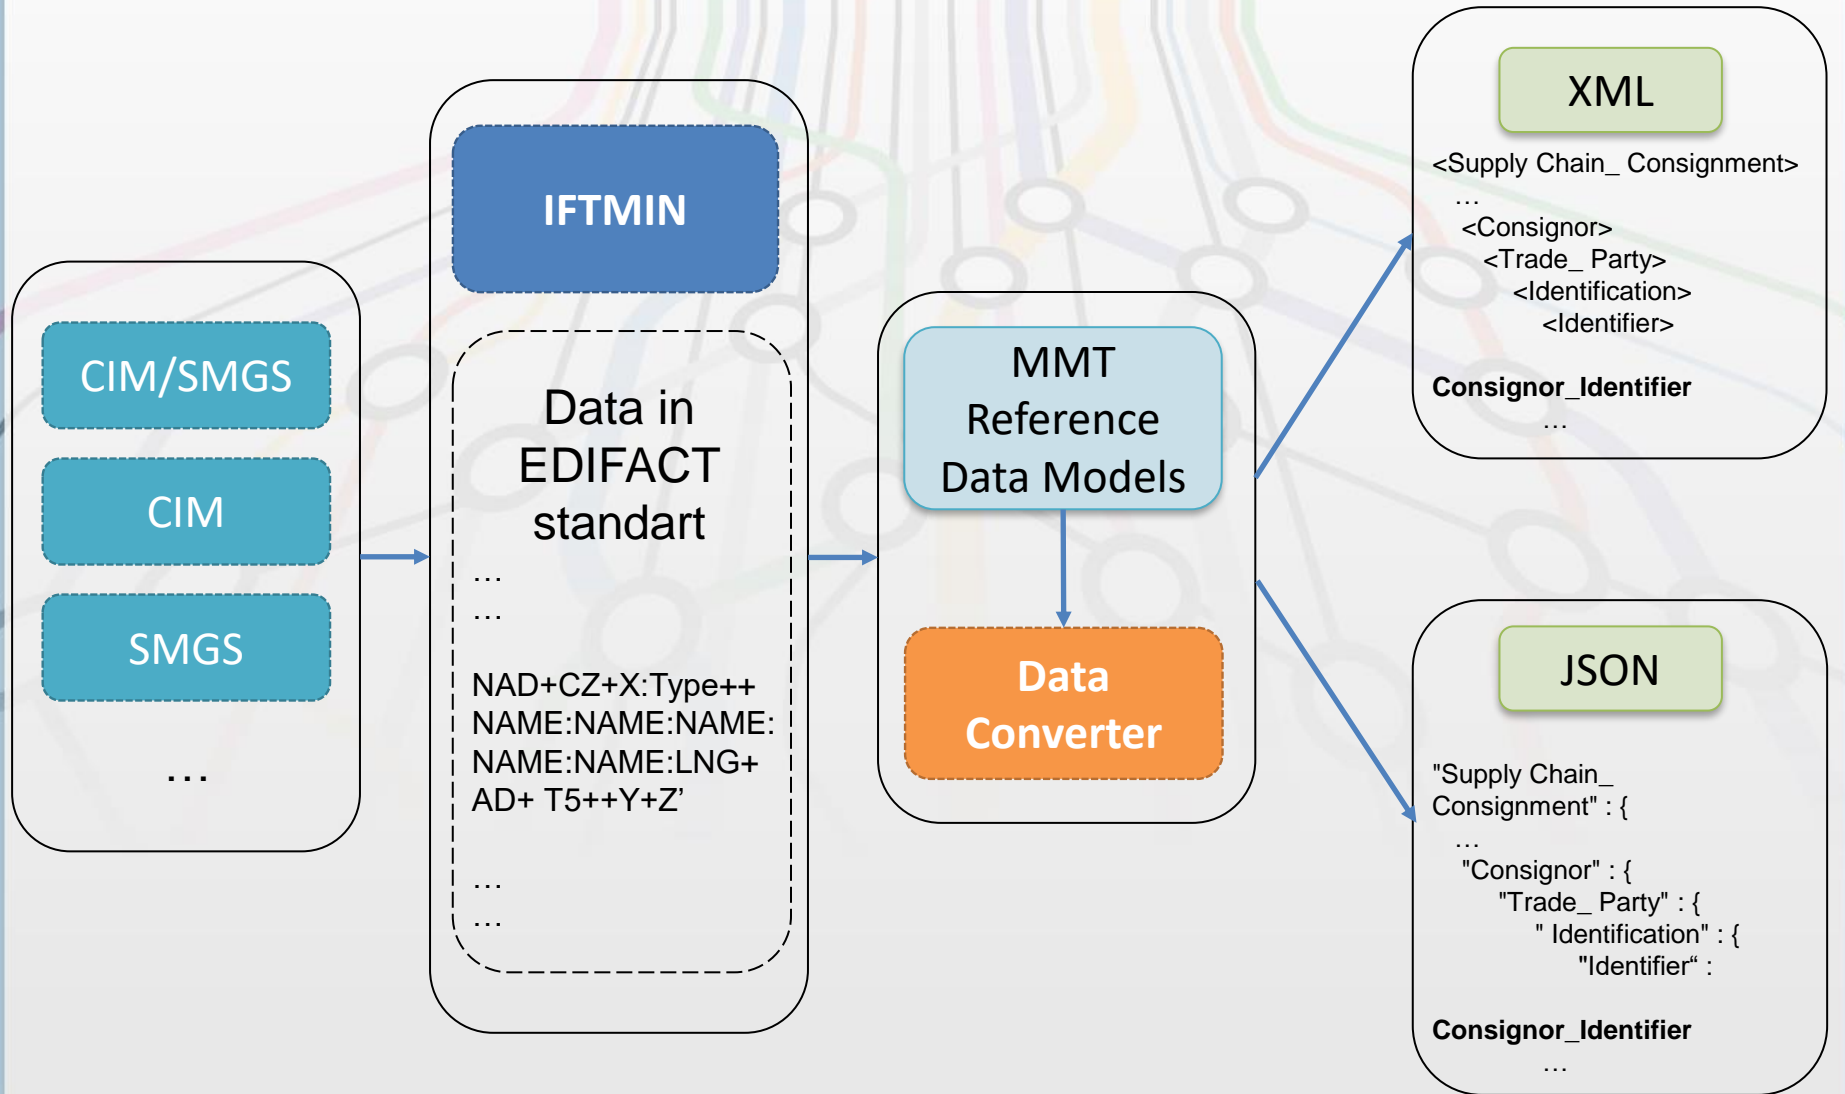 CIM/SMGS
CIM
SMGS
...
IFTMIN
Data in
EDIFACT
standart
...
...
NAD+CZ+X:Type++
NAME:NAME:NAME:
NAME:NAME:LNG+
AD+ T5++Y+Z’
...
...
MMT
Reference
Data Models
Data
Converter
XML
<Supply Chain_ Consignment>
...
<Consignor>
<Trade_ Party>
<Identification>
<Identifier>
Consignor_Identifier
...
JSON
"Supply Chain_
Consignment" : {
...
"Consignor" : {
"Trade_ Party" : {
" Identification" : {
"Identifier“ :
Consignor_Identifier
...